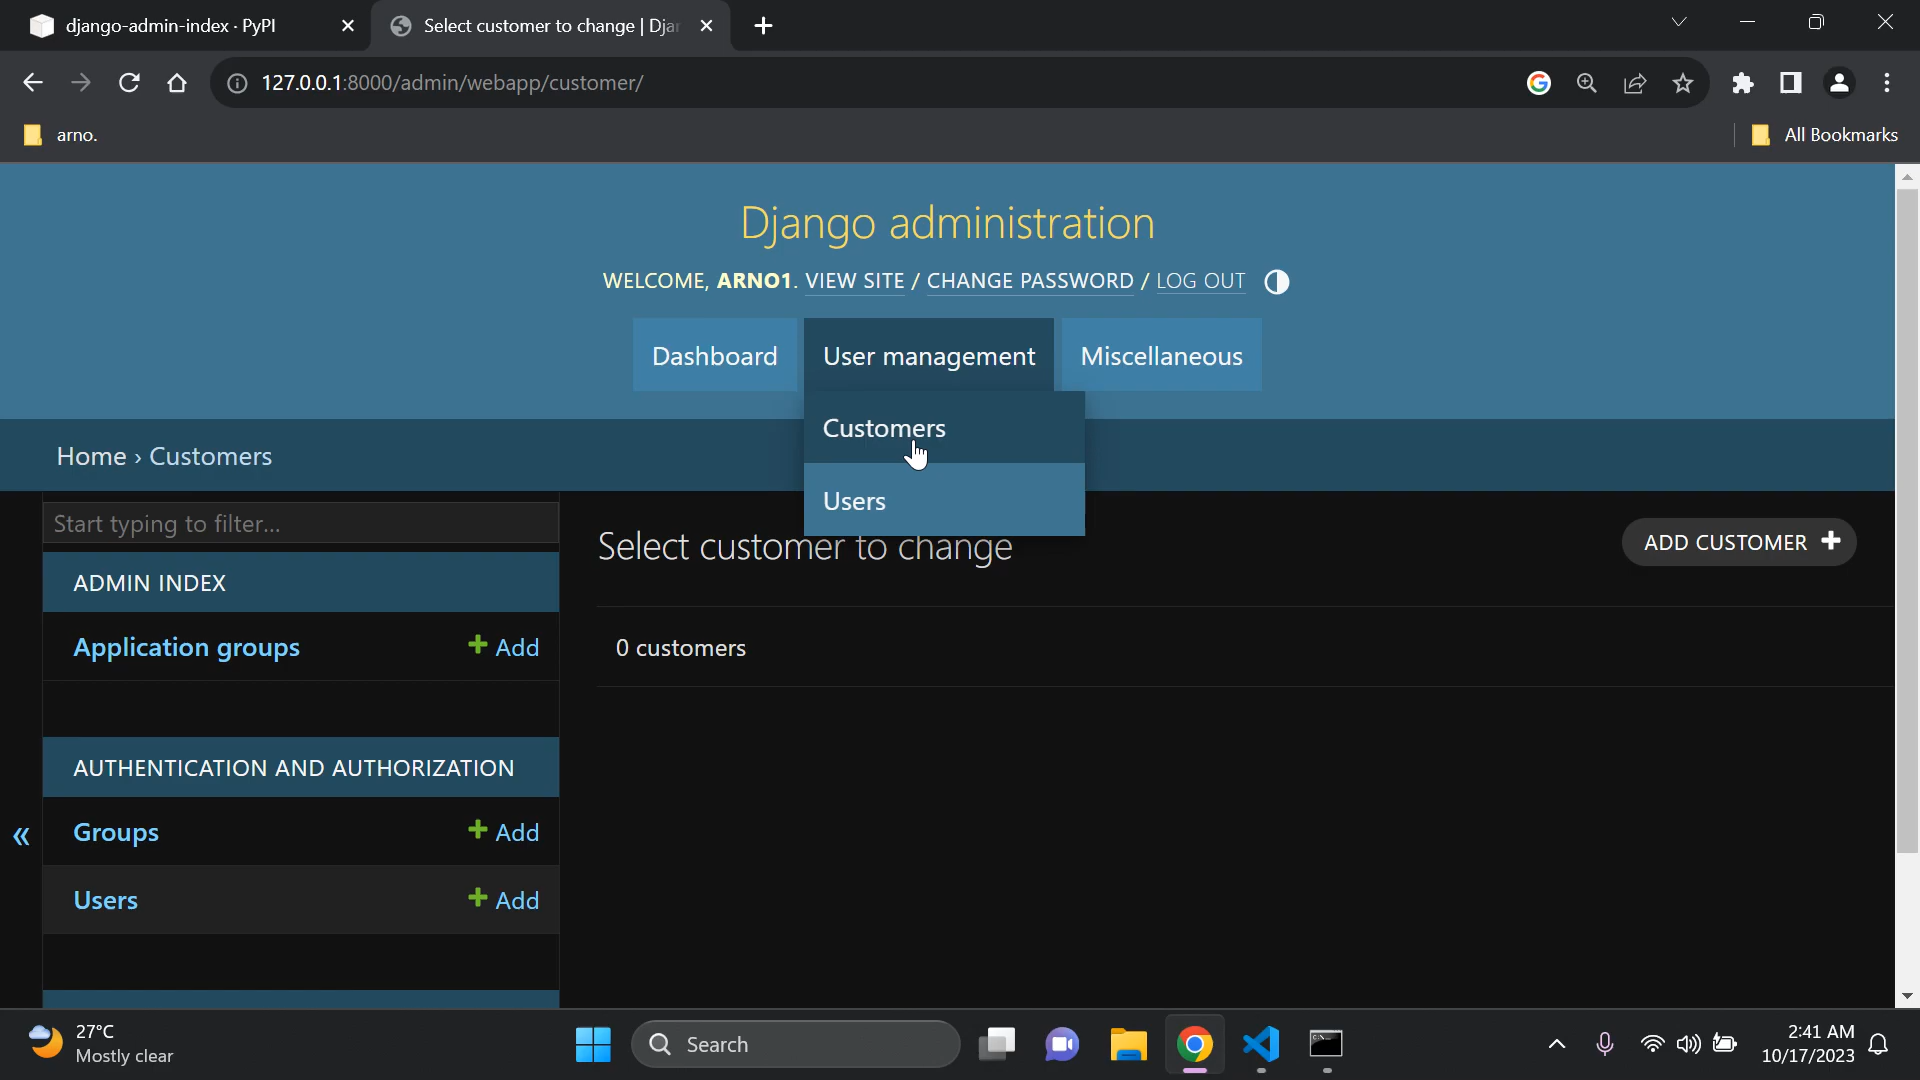 django-admin-index · PyPI
Select customer to change | Djan
127.0.0.1:8000/admin/webapp/customer/
arno.
All Bookmarks
Django administration
WELCOME, ARNO1. VIEW SITE / CHANGE PASSWORD / LOG OUT
Dashboard
User management
Miscellaneous
Customers
Users
Home › Customers
Start typing to filter...
ADMIN INDEX
Application groups
+ Add
AUTHENTICATION AND AUTHORIZATION
Groups
+ Add
Users
+ Add
Select customer to change
ADD CUSTOMER +
0 customers
27°C
Mostly clear
Search
2:41 AM
10/17/2023